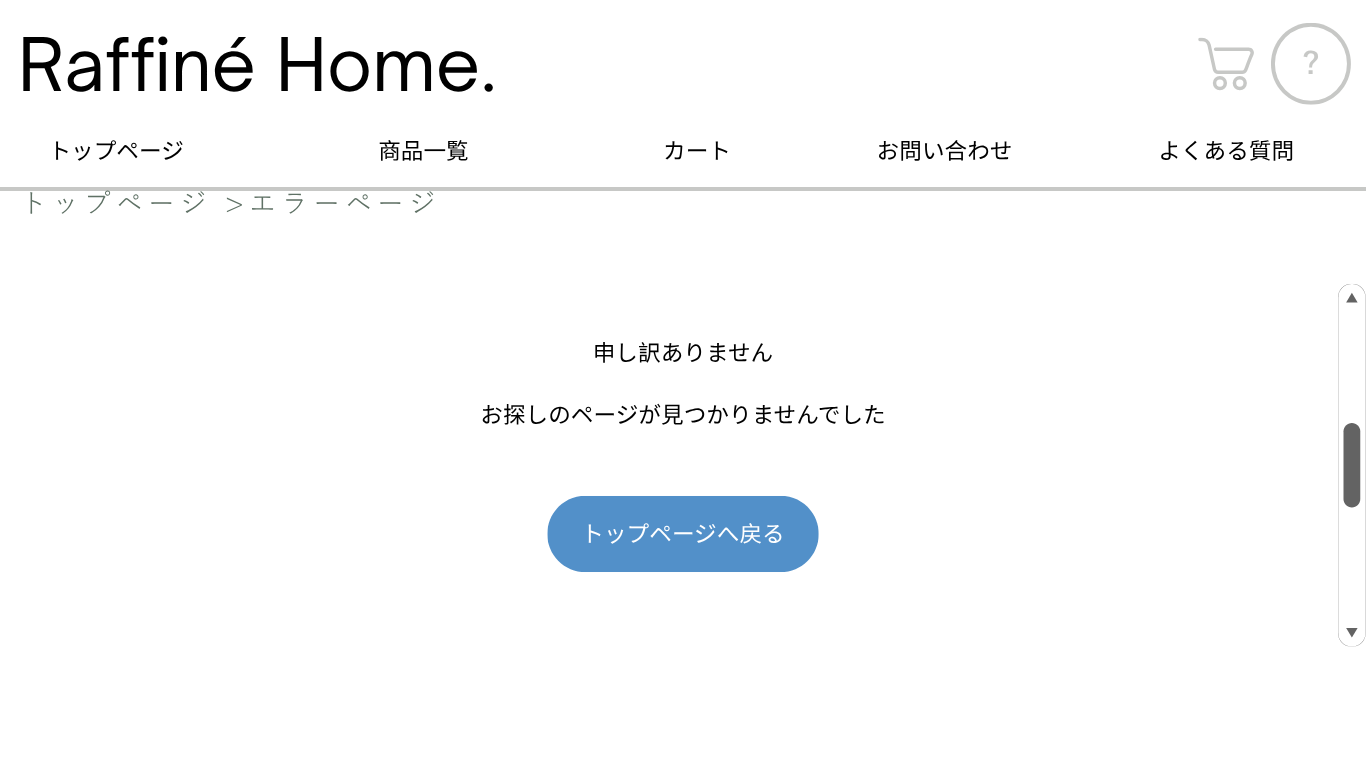 Raffiné Home.
?
トップページ 商品一覧 カート お問い合わせ よくある質問
トップページ >エラーページ
申し訳ありません
お探しのページが見つかりませんでした
トップページへ戻る